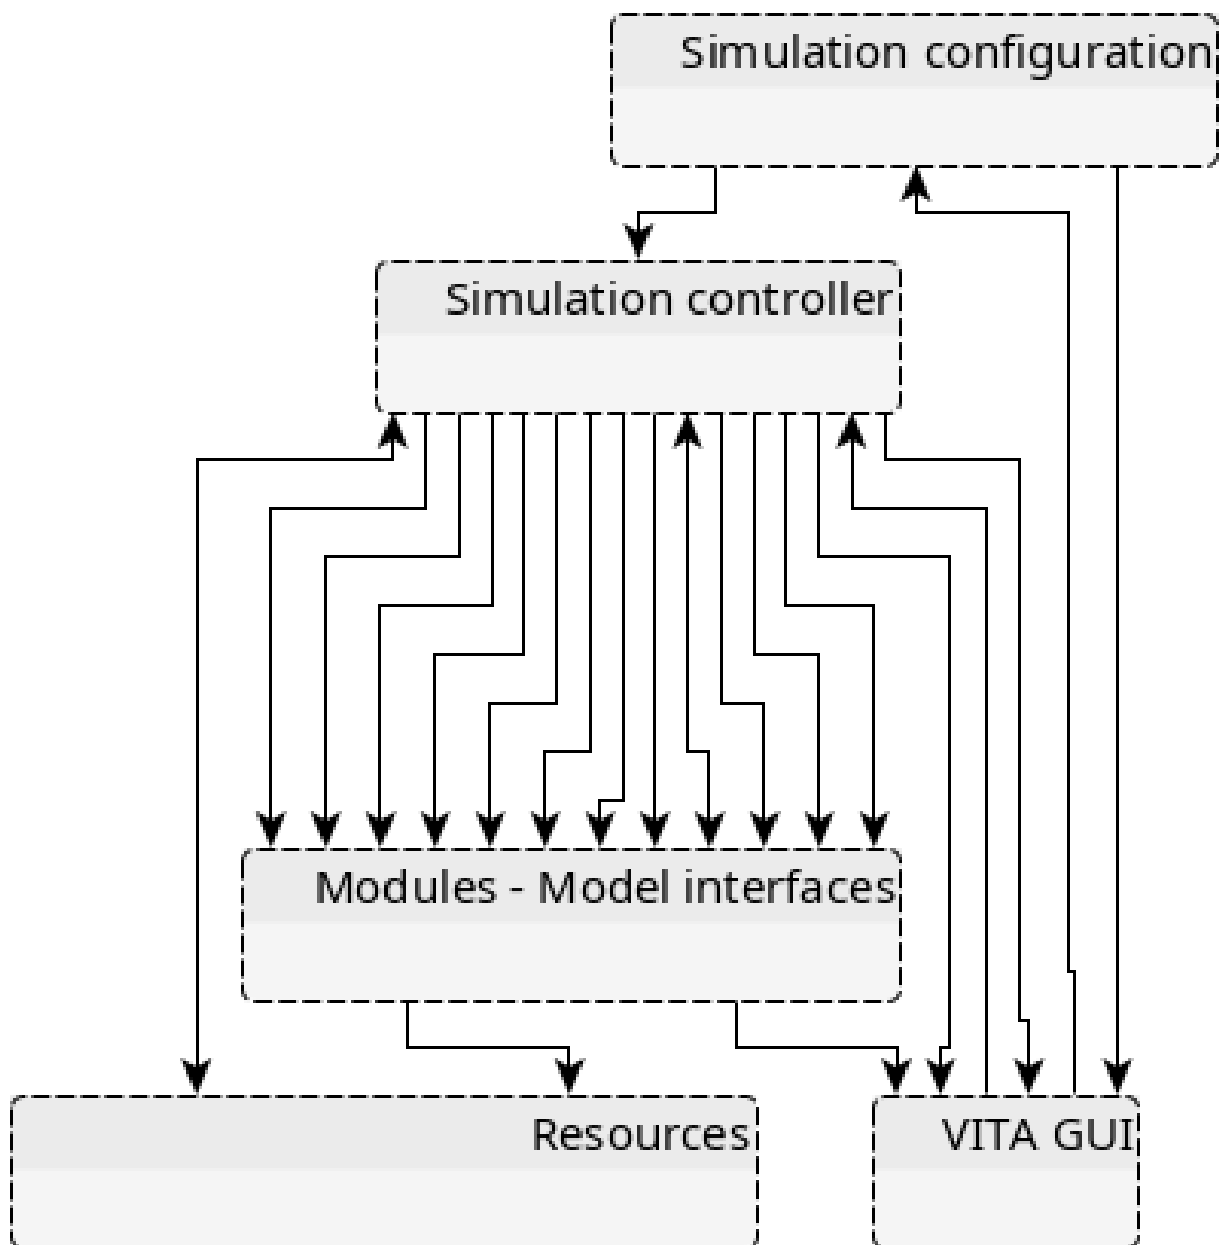 Simulation configuration
Simulation controller
Modules - Model interfaces
Resources
VITA GUI